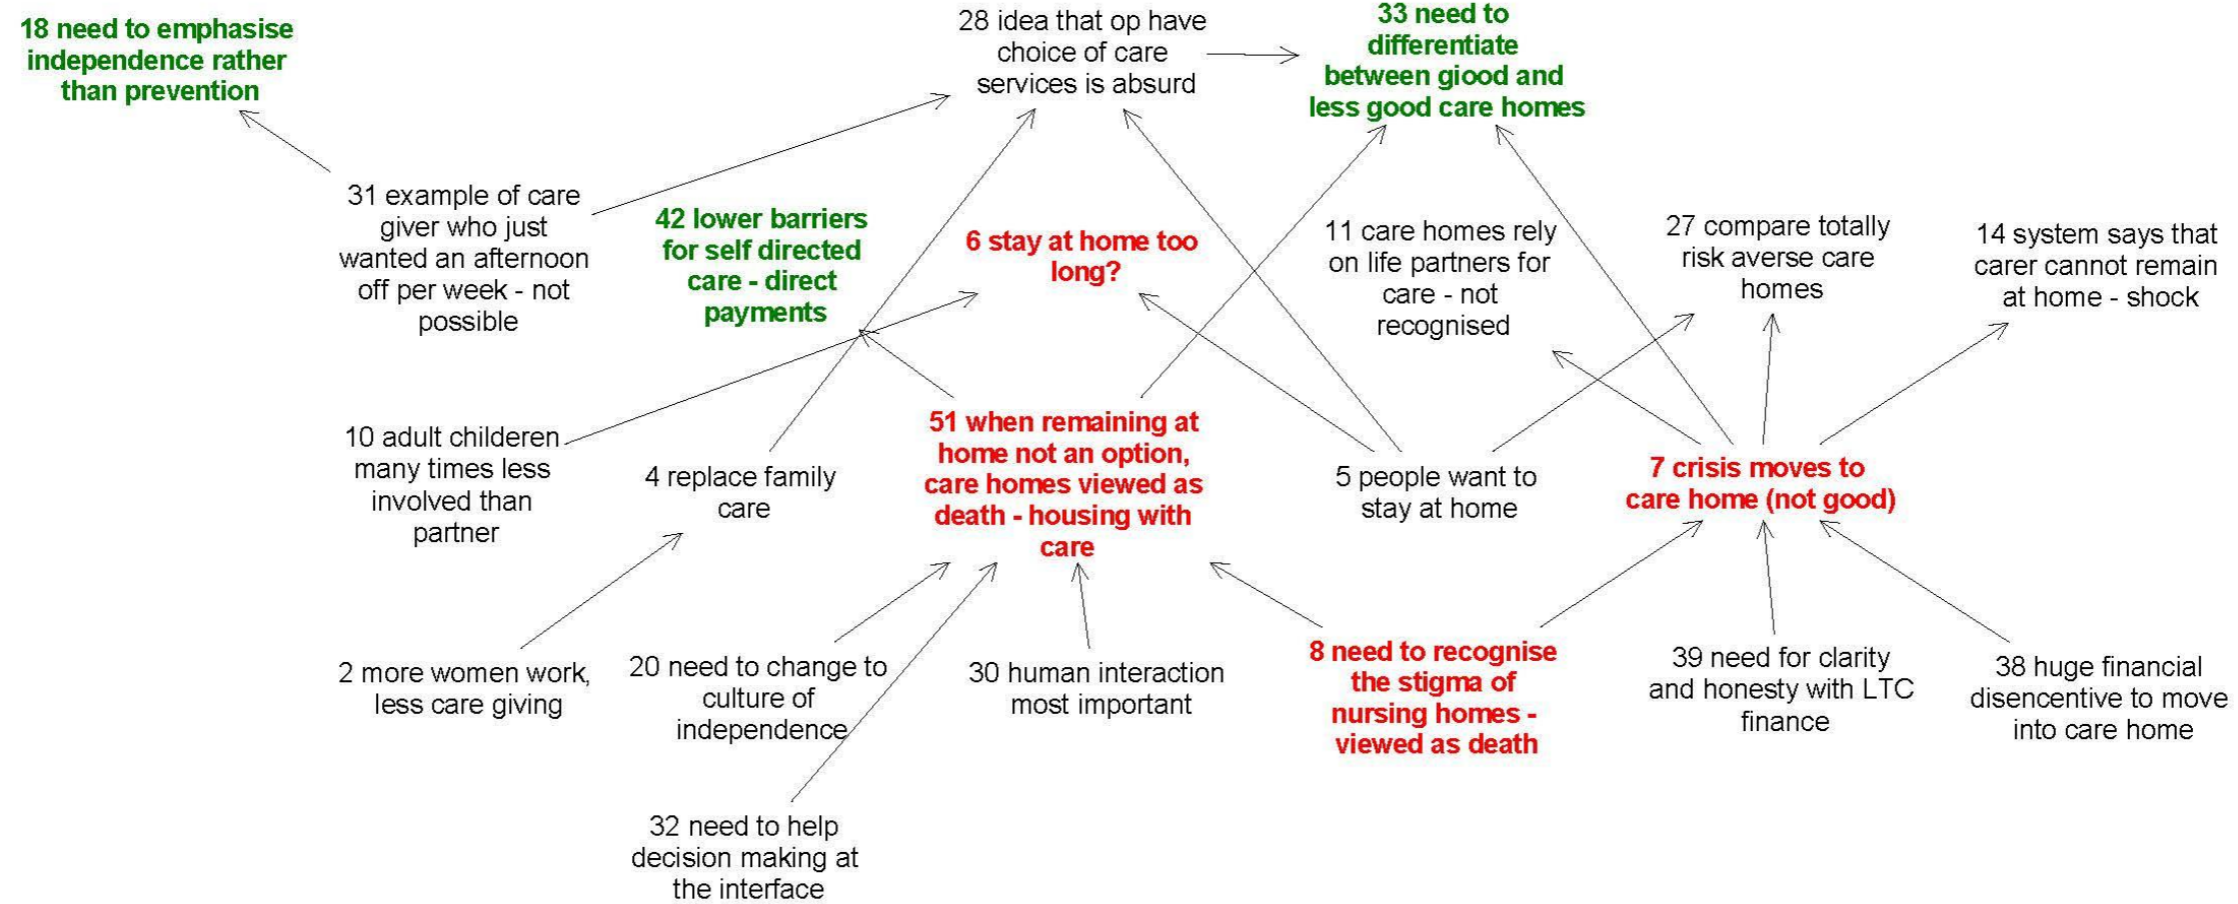 18 need to emphasise
independence rather
than prevention
28 idea that op have
choice of care
services is absurd
33 need to
differentiate
between giood and
less good care homes
31 example of care
giver who just
wanted an afternoon
off per week - not
possible
42 lower barriers
for self directed
care - direct
payments
6 stay at home too
long?
11 care homes rely
on life partners for
care - not
recognised
27 compare totally
risk averse care
homes
14 system says that
carer cannot remain
at home - shock
10 adult childeren
many times less
involved than
partner
4 replace family
care
51 when remaining at
home not an option,
care homes viewed as
death - housing with
care
5 people want to
stay at home
7 crisis moves to
care home (not good)
2 more women work,
less care giving
20 need to change to
culture of
independence
30 human interaction
most important
8 need to recognise
the stigma of
nursing homes -
viewed as death
39 need for clarity
and honesty with LTC
finance
38 huge financial
disencentive to move
into care home
32 need to help
decision making at
the interface